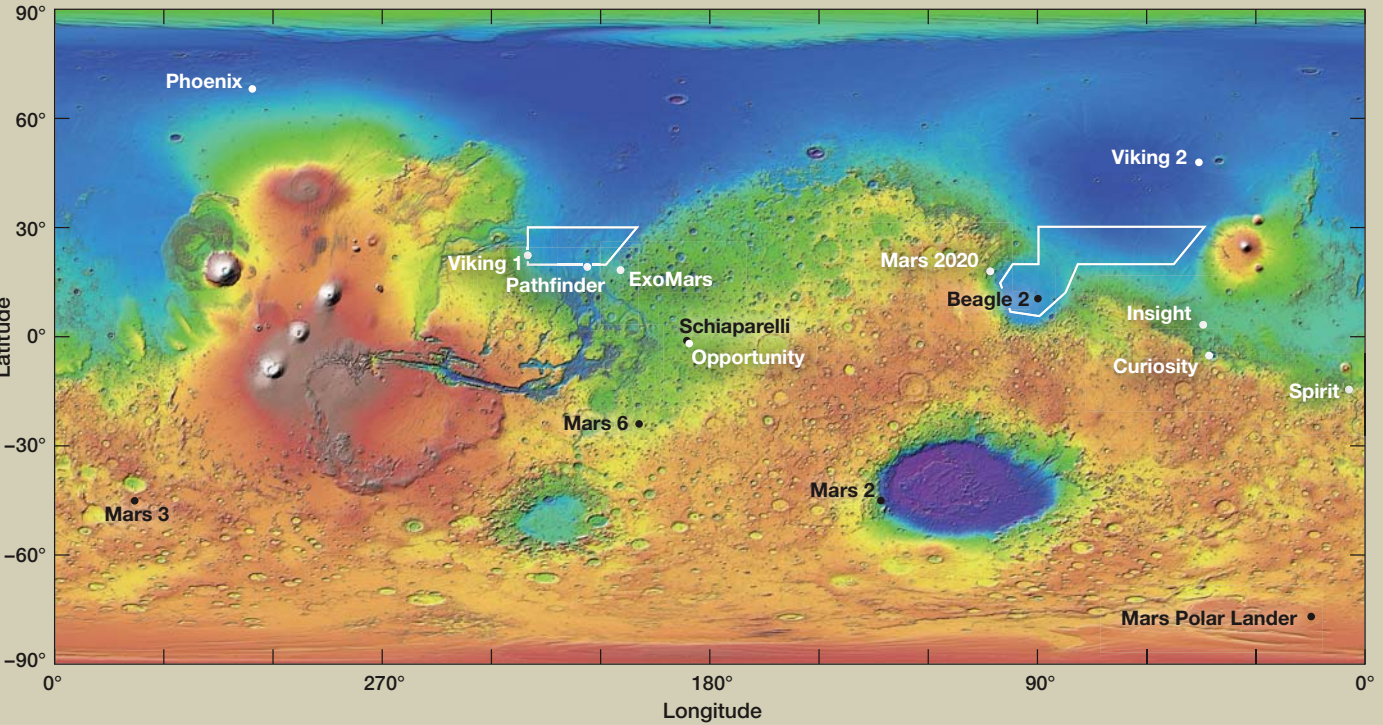 90°
Phoenix
60°
Viking 2
30°
Viking 1
Mars 2020
Pathfinder
ExoMars
Beagle 2
Insight
Schiaparelli
0°
Opportunity
Curiosity
Spirit
Mars 6
–30°
Mars 2
Mars 3
–60°
Mars Polar Lander
–90°
Latitude
0°
270°
180°
90°
0°
Longitude